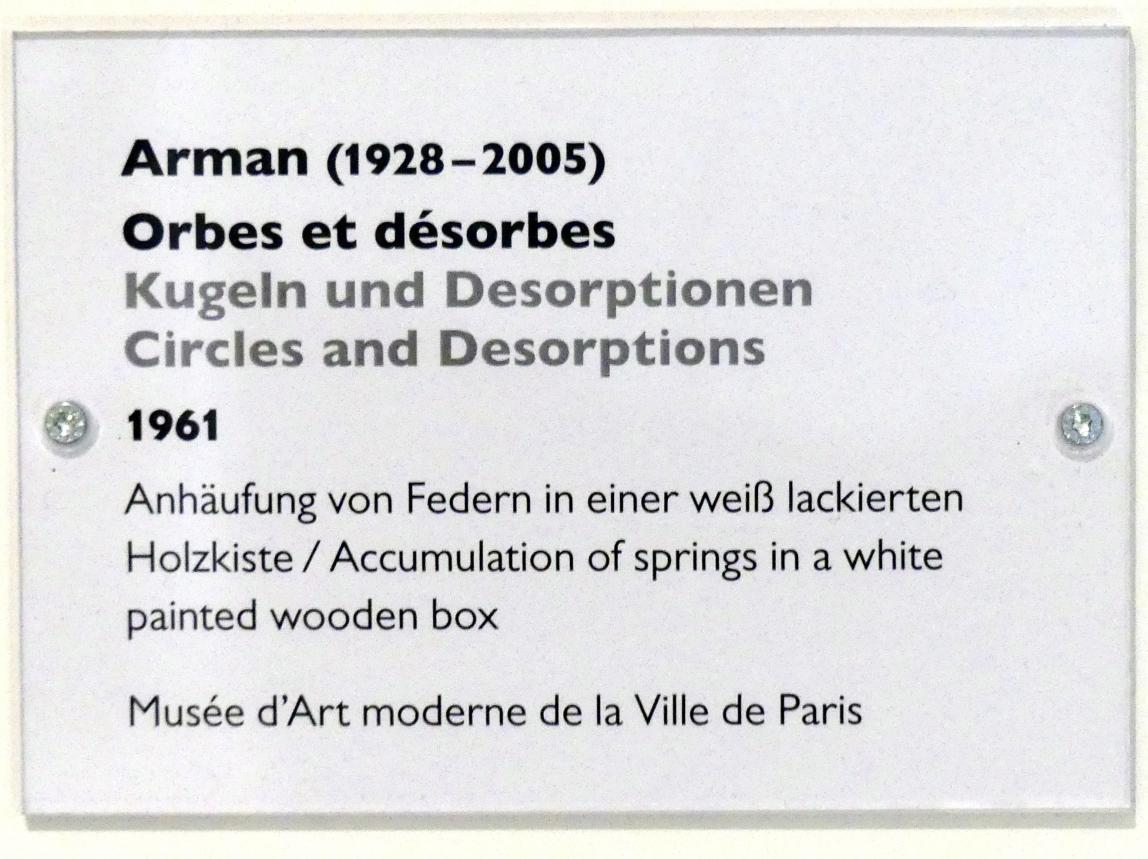 Arman (1928–2005)
Orbes et désorbes
Kugeln und Desorptionen
Circles and Desorptions
1961
Anhäufung von Federn in einer weiß lackierten
Holzkiste / Accumulation of springs in a white
painted wooden box
Musée d’Art moderne de la Ville de Paris